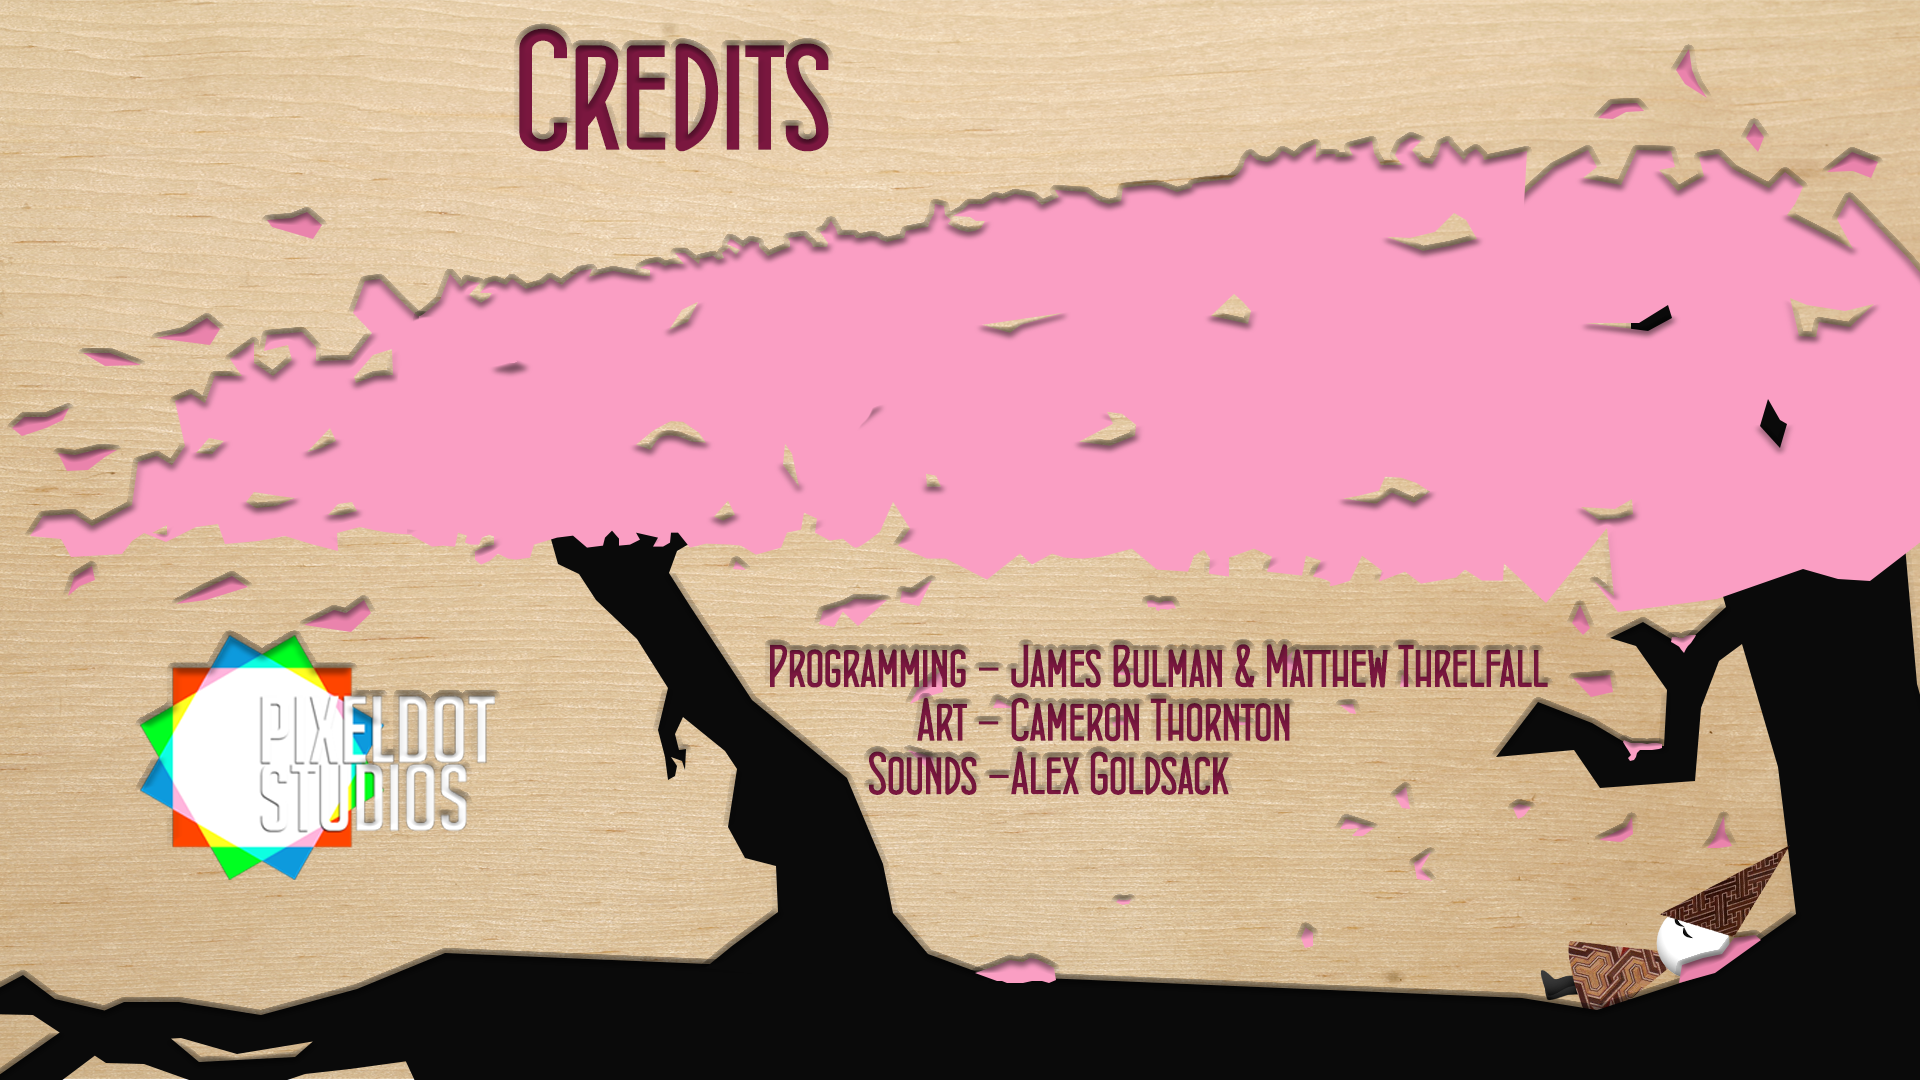 Credits
Programming - James Bulman & Matthew Threlfall
Art - Cameron Thornton
Sounds -Alex Goldsack
PIXELDOT
STUDIOS